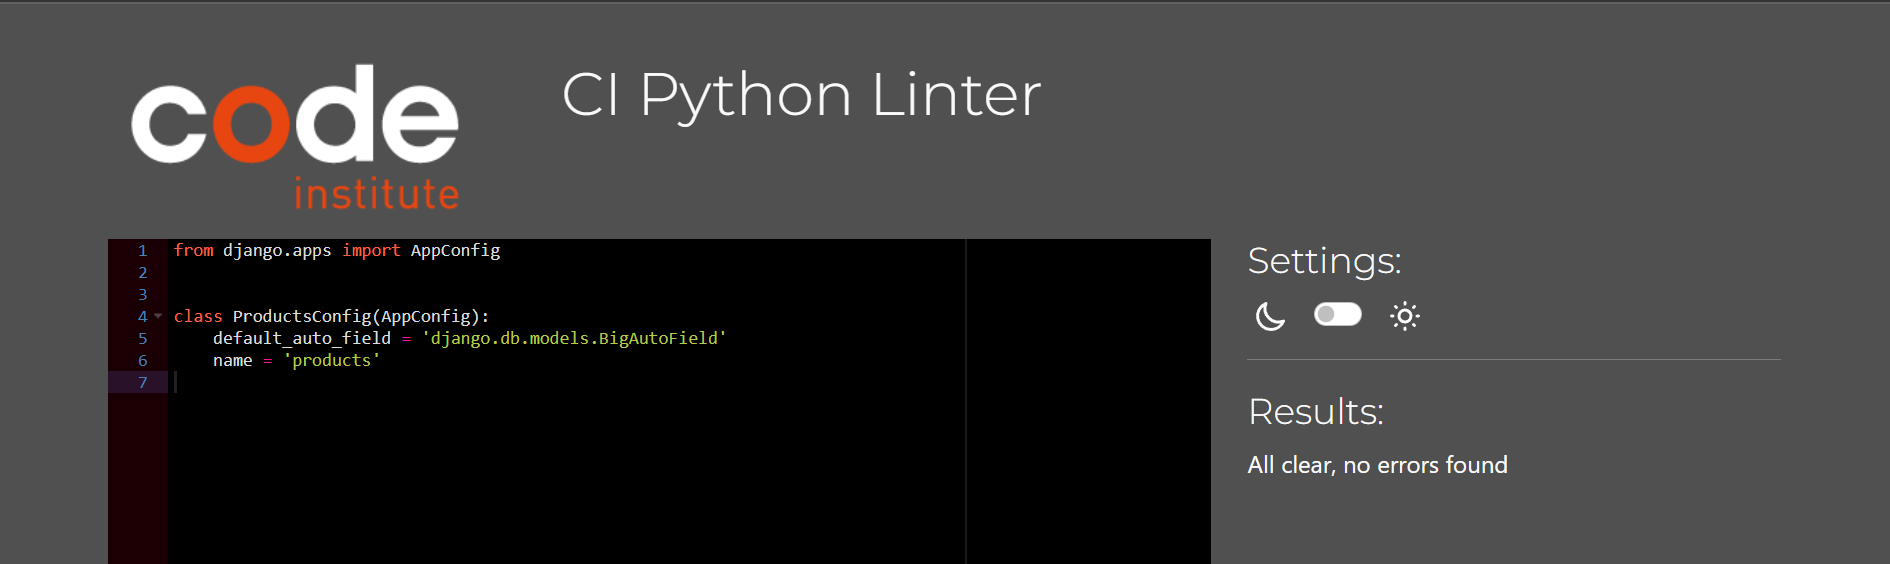 code
institute
CI Python Linter
1 from django.apps import AppConfig
2
3
4 class ProductsConfig(AppConfig):
5     default_auto_field = 'django.db.models.BigAutoField'
6     name = 'products'
7
Settings:
Results:
All clear, no errors found